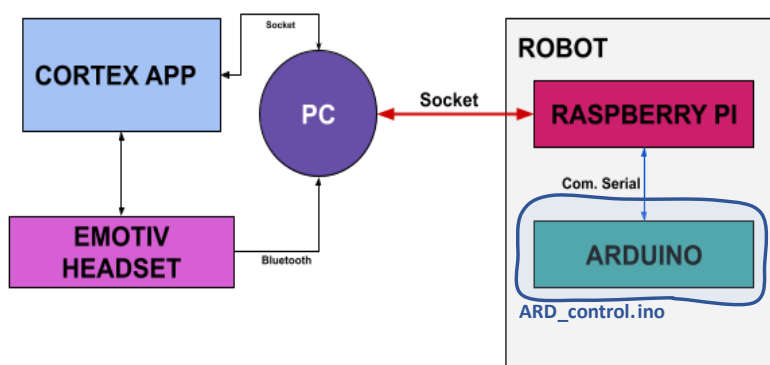 Socket
CORTEX APP
PC
Socket
ROBOT
RASPBERRY PI
Com. Serial
EMOTIV
HEADSET
Bluetooth
ARDUINO
ARD_control.ino